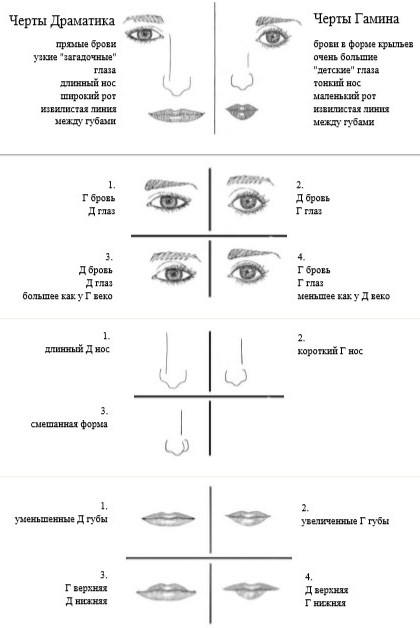 Черты Драматика
прямые брови
узкие "загадочные"
глаза
длинный нос
широкий рот
извилистая линия
между губами
Черты Гамина
брови в форме крыльев
очень большие
"детские" глаза
тонкий нос
маленький рот
извилистая линия
между губами
1.
Г бровь
Д глаз
2.
Д бровь
Г глаз
3.
Д бровь
Д глаз
большее как у Г веко
4.
Г бровь
Г глаз
меньшее как у Д веко
1.
длинный Д нос
2.
короткий Г нос
3.
смешанная форма
1.
уменьшенные Д губы
2.
увеличенные Г губы
3.
Г верхняя
Д нижняя
4.
Д верхняя
Г нижняя